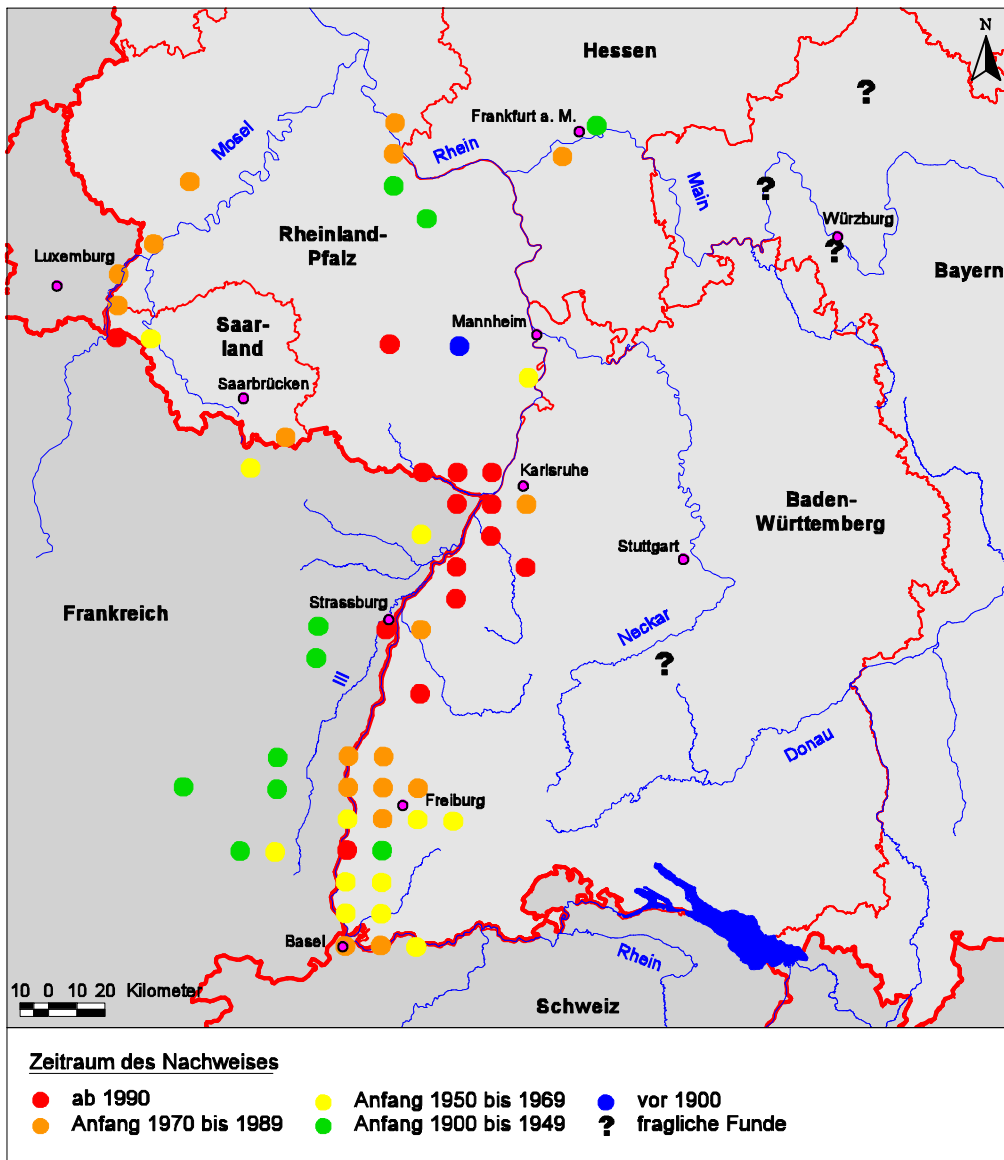 Hessen
N
?
Frankfurt a. M.
Mosel
Rhein
Main
?
Würzburg
?
Rheinland-
Pfalz
Luxemburg
Bayern
Saar-
land
Mannheim
Saarbrücken
Karlsruhe
Baden-
Württemberg
Stuttgart
Frankreich
Strassburg
Neckar
?
Ill
Donau
Freiburg
Basel
Rhein
10 0 10 20 Kilometer
Schweiz
Zeitraum des Nachweises
ab 1990
Anfang 1950 bis 1969
vor 1900
Anfang 1970 bis 1989
Anfang 1900 bis 1949
? fragliche Funde